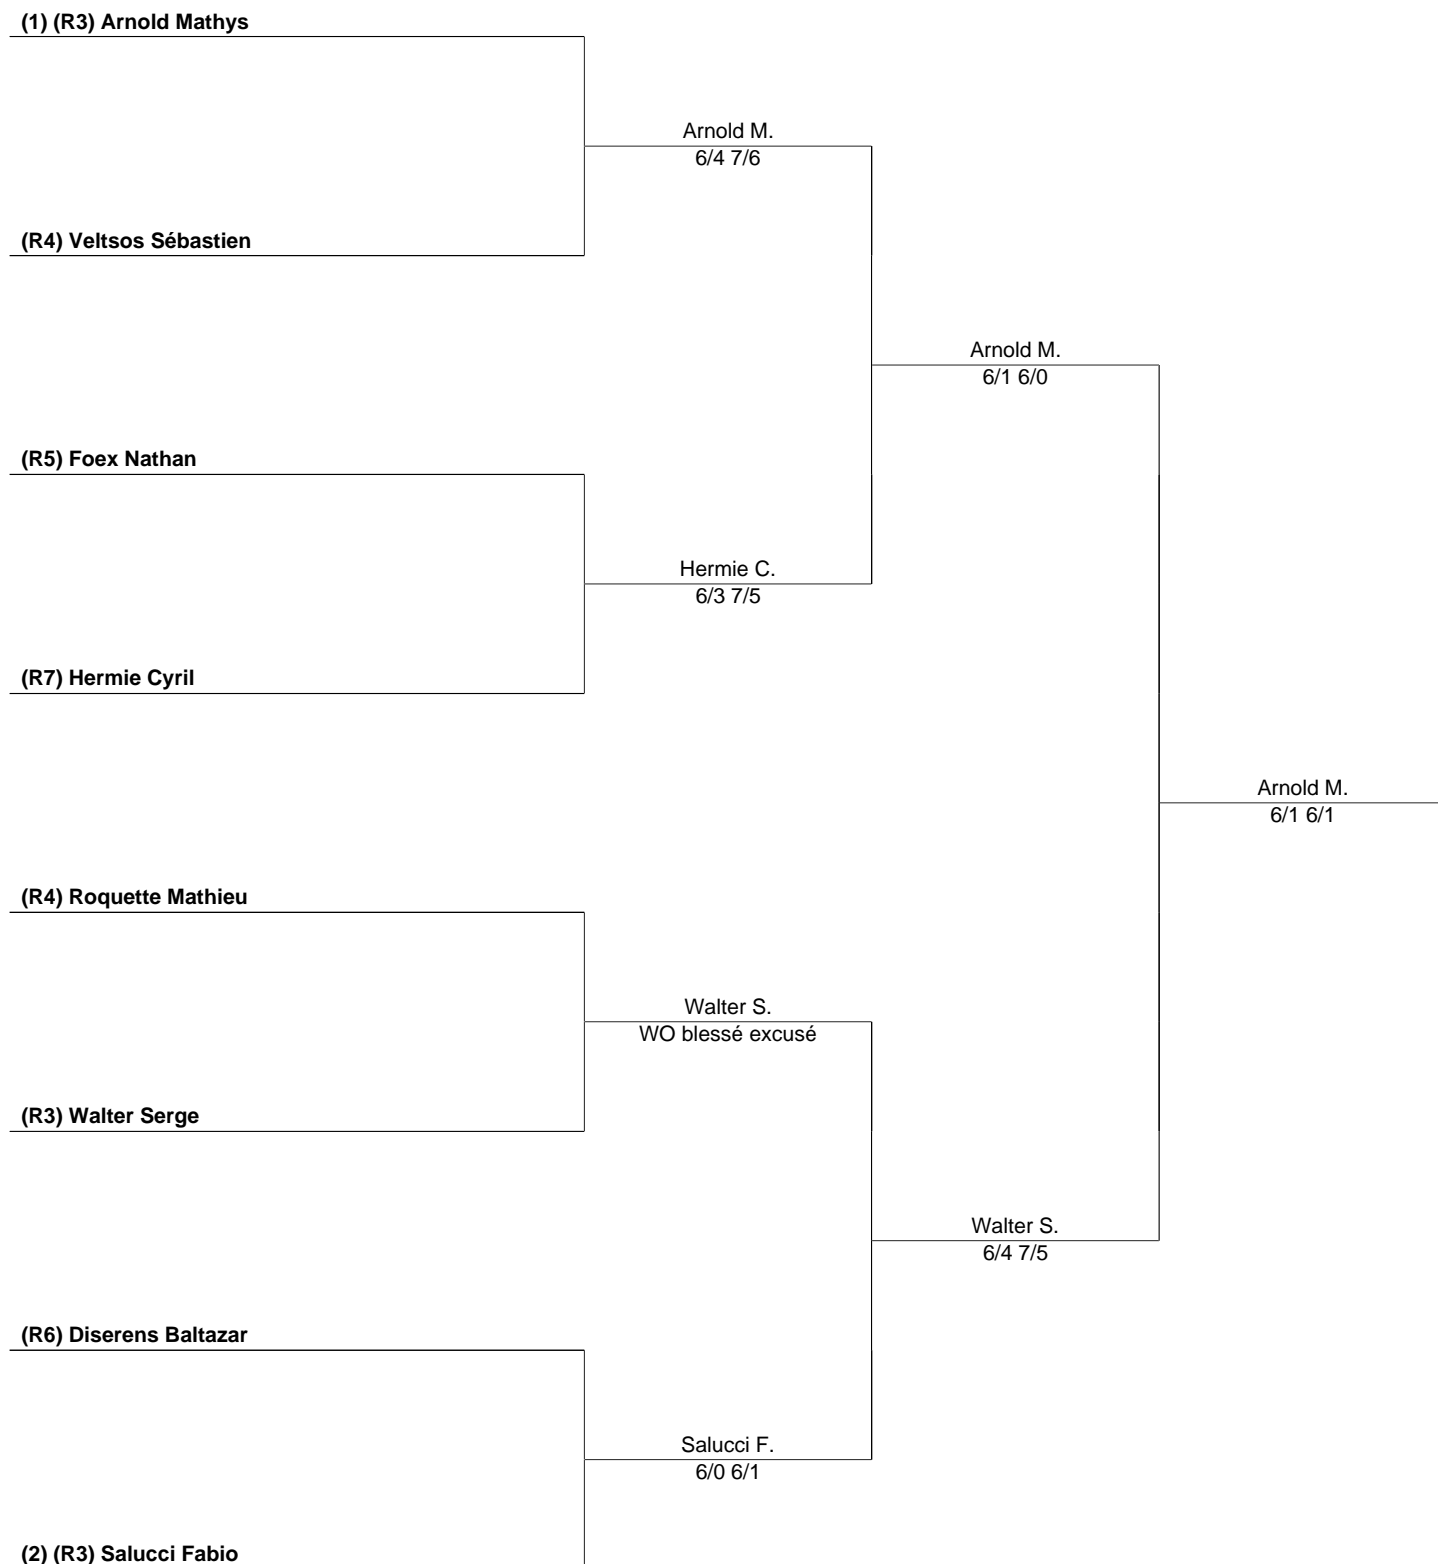 (1) (R3) Arnold Mathys
Arnold M.
6/4 7/6
(R4) Veltsos Sébastien
Arnold M.
6/1 6/0
(R5) Foex Nathan
Hermie C.
6/3 7/5
(R7) Hermie Cyril
Arnold M.
6/1 6/1
(R4) Roquette Mathieu
Walter S.
WO blessé excusé
(R3) Walter Serge
Walter S.
6/4 7/5
(R6) Diserens Baltazar
Salucci F.
6/0 6/1
(2) (R3) Salucci Fabio